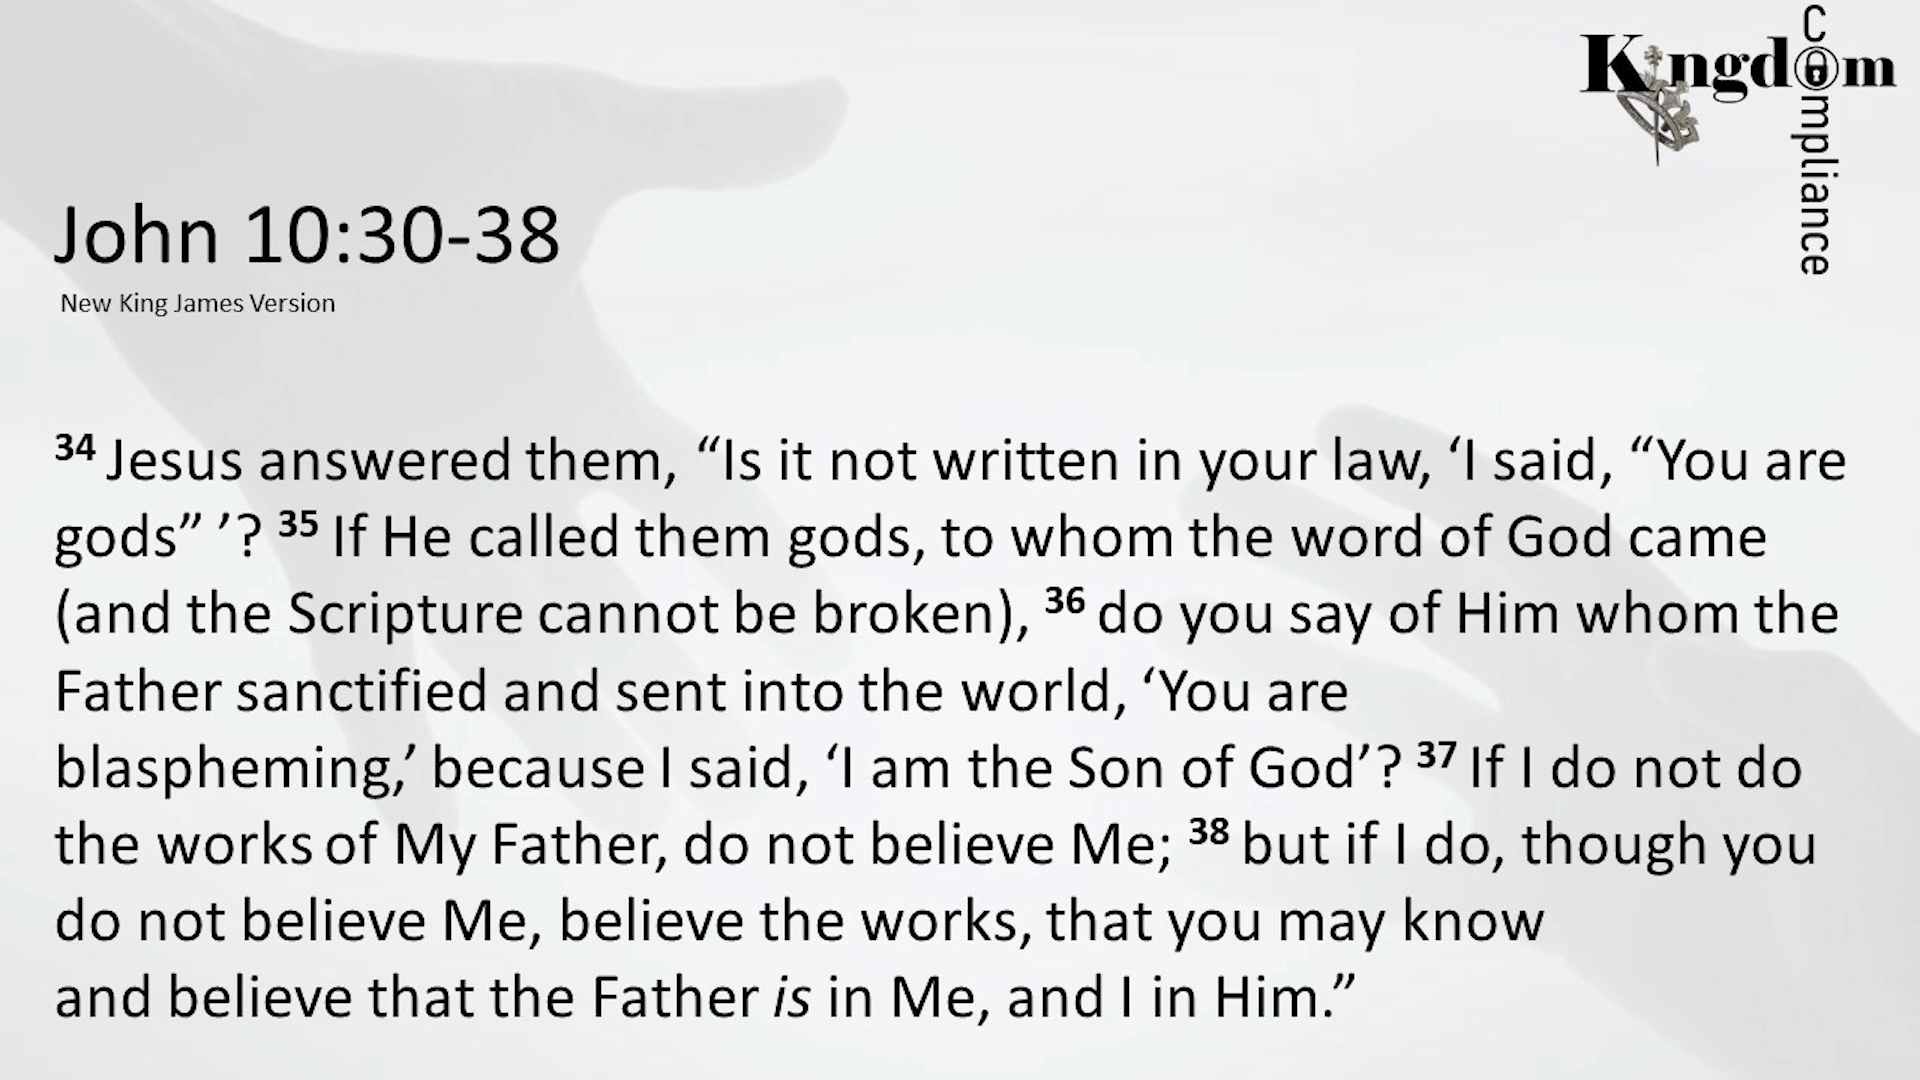 Kingdom
Compliance
John 10:30-38
New King James Version
34 Jesus answered them, “Is it not written in your law, ‘I said, “You are
gods” ’? 35 If He called them gods, to whom the word of God came
(and the Scripture cannot be broken), 36 do you say of Him whom the
Father sanctified and sent into the world, ‘You are
blaspheming,’ because I said, ‘I am the Son of God’? 37 If I do not do
the works of My Father, do not believe Me; 38 but if I do, though you
do not believe Me, believe the works, that you may know
and believe that the Father is in Me, and I in Him.”